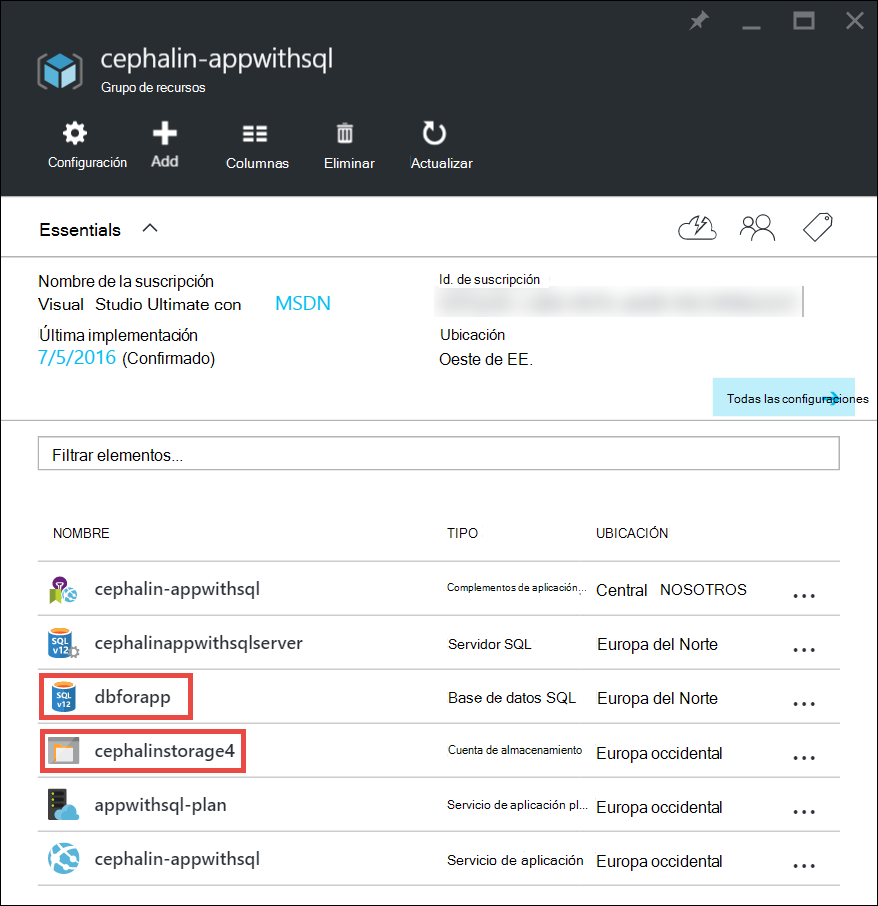 cephalin-appwithsql
Grupo de recursos
Configuración Add Columnas Eliminar Actualizar
Essentials
Nombre de la suscripción Id. de suscripción
Visual Studio Ultimate con MSDN
Última implementación Ubicación
7/5/2016 (Confirmado) Oeste de EE.
Todas las configuraciones
Filtrar elementos...
NOMBRE TIPO UBICACIÓN
cephalin-appwithsql Complementos de aplicación... Central NOSOTROS ...
cephalinappwithsqlserver Servidor SQL Europa del Norte ...
dbforapp Base de datos SQL Europa del Norte ...
cephalinstorage4 Cuenta de almacenamiento Europa occidental ...
appwithsql-plan Servicio de aplicación pl... Europa occidental ...
cephalin-appwithsql Servicio de aplicación Europa occidental ...